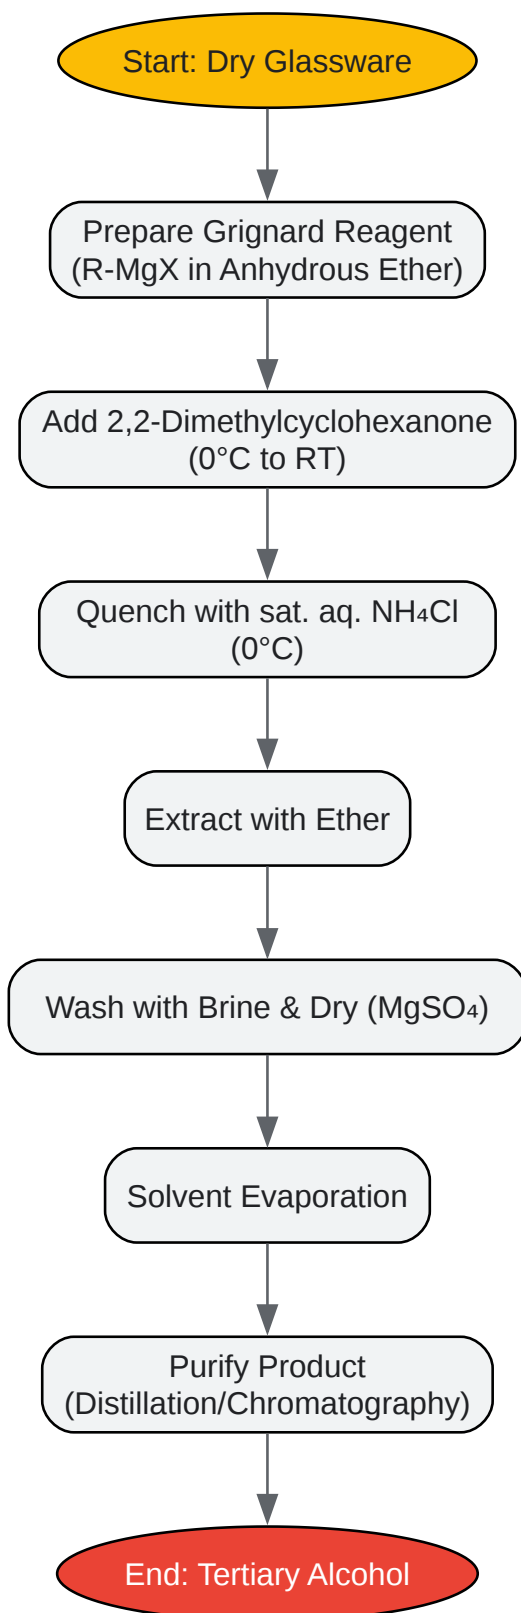 Start: Dry Glassware
Prepare Grignard Reagent
(R-MgX in Anhydrous Ether)
Add 2,2-Dimethylcyclohexanone
(0°C to RT)
Quench with sat. aq. NH₄Cl
(0°C)
Extract with Ether
Wash with Brine & Dry (MgSO₄)
Solvent Evaporation
Purify Product
(Distillation/Chromatography)
End: Tertiary Alcohol